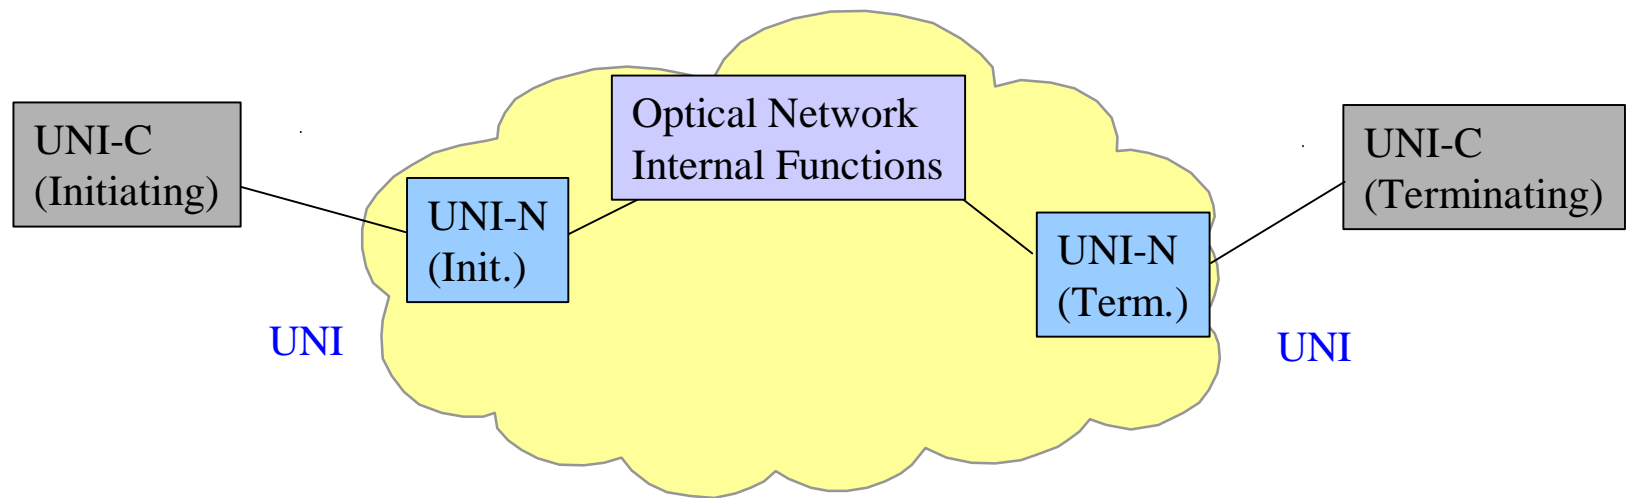 UNI-C
(Initiating)
UNI-N
(Init.)
Optical Network
Internal Functions
UNI-N
(Term.)
UNI-C
(Terminating)
UNI
UNI